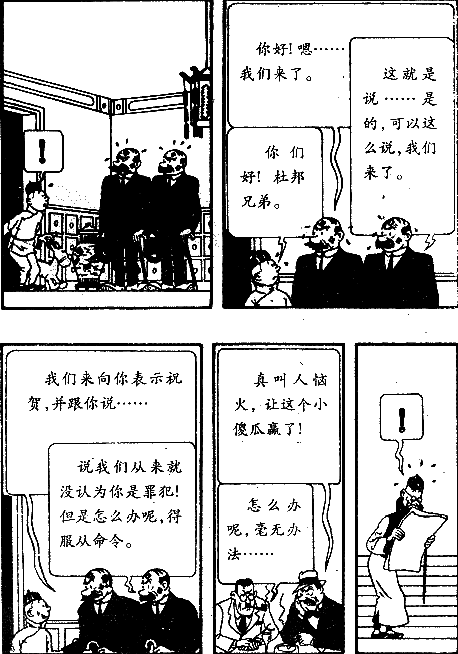 ！
你好！嗯……
我们来了。
这就是
说……是
的，可以这
么说，我们
来了。
你们
好！杜邦
兄弟。
我们来向你表示祝
贺，并跟你说……
说我们从来就
没认为你是罪犯！
但是怎么办呢，得
服从命令。
真叫人恼
火，让这个小
傻瓜赢了！
怎么办
呢，毫无办
法……
！